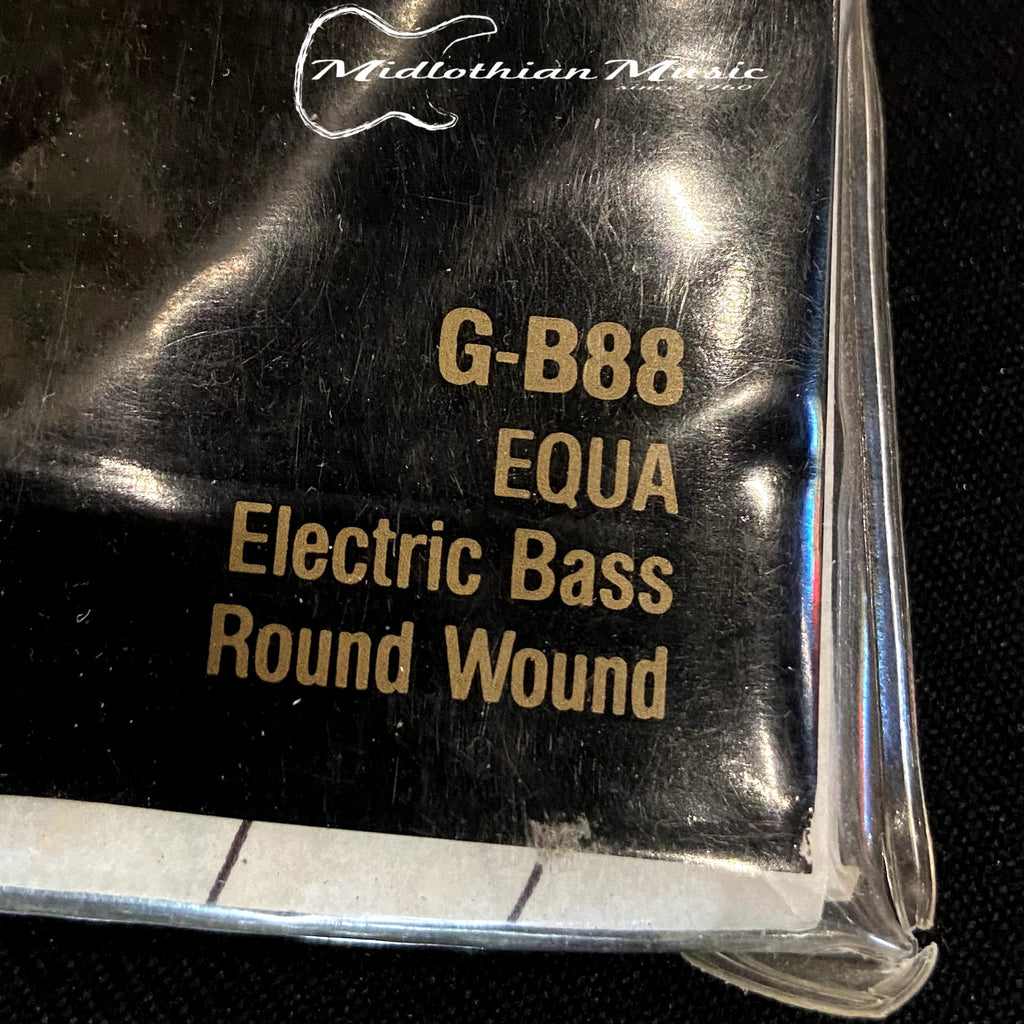 Midlothian Music
since 1960
G-B88
EQUA
Electric Bass
Round Wound